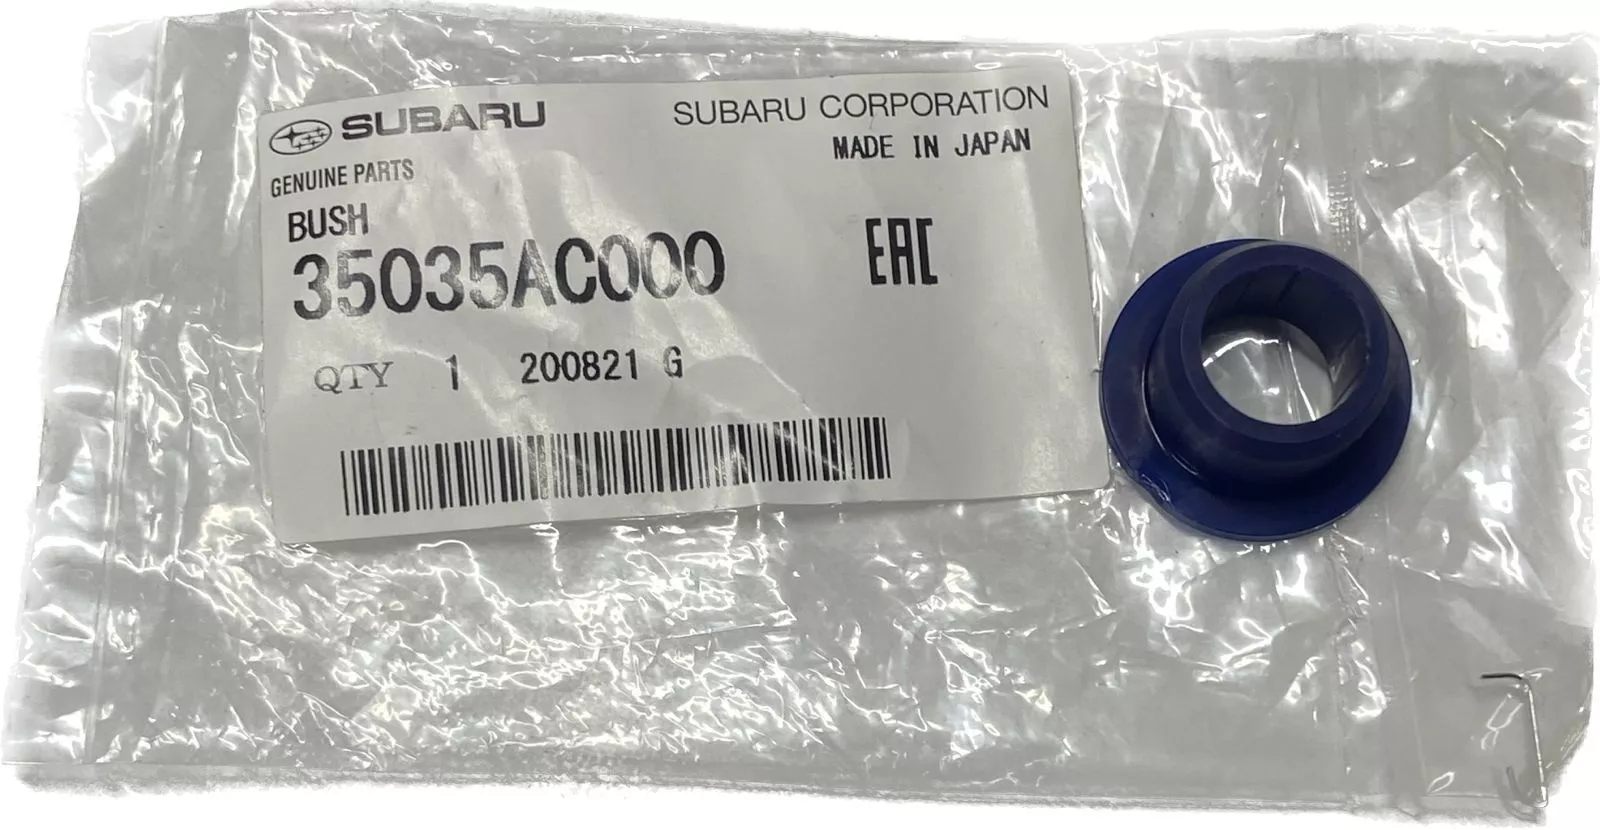 SUBARU
SUBARU CORPORATION
MADE IN JAPAN
GENUINE PARTS
BUSH
35035AC000
EAC
QTY 1 200821 G